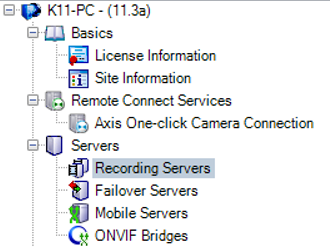 K11-PC - (11.3a)
Basics
License Information
Site Information
Remote Connect Services
Axis One-click Camera Connection
Servers
Recording Servers
Failover Servers
Mobile Servers
ONVIF Bridges